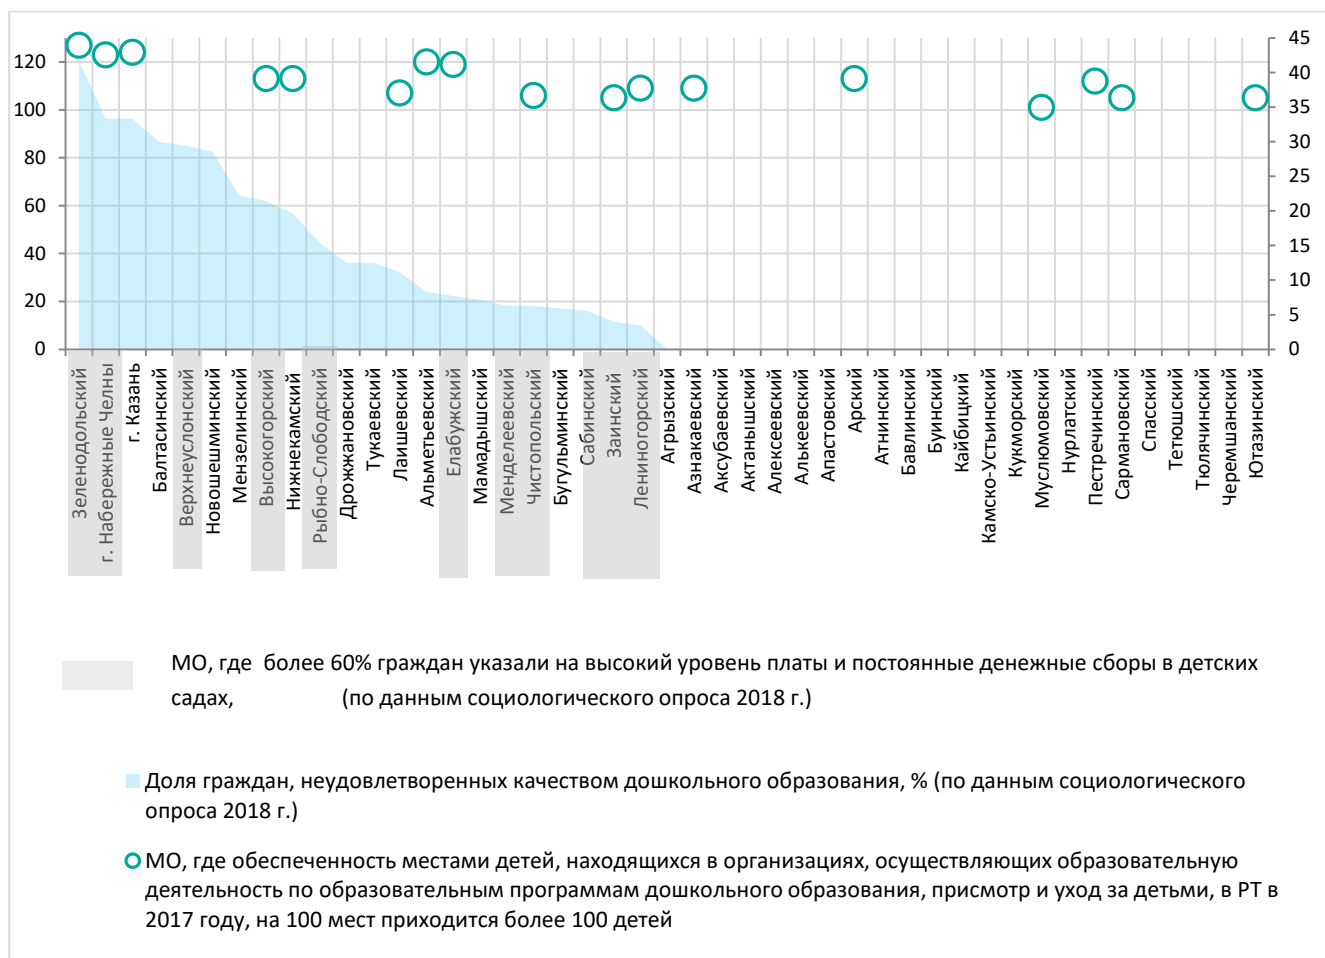 120
100
80
60
40
20
0
45
40
35
30
25
20
15
10
5
0
Зеленодольский
г. Набережные Челны
г. Казань
Балтасинский
Верхнеуслонский
Новошешминский
Мензелинский
Высокогорский
Нижнекамский
Рыбно-Слободский
Дрожжановский
Тукаевский
Лаишевский
Альметьевский
Елабужский
Мамадышский
Менделеевский
Чистопольский
Бугульминский
Сабинский
Заинский
Лениногорский
Агрызский
Азнакаевский
Аксубаевский
Актанышский
Алексеевский
Алькеевский
Апастовский
Арский
Атнинский
Бавлинский
Буинский
Кайбицкий
Камско-Устьинский
Кукморский
Муслюмовский
Нурлатский
Пестречинский
Сармановский
Спасский
Тетюшский
Тюлячинский
Черемшанский
Ютазинский
МО, где более 60% граждан указали на высокий уровень платы и постоянные денежные сборы в детских
садах, (по данным социологического опроса 2018 г.)
Доля граждан, неудовлетворенных качеством дошкольного образования, % (по данным социологического
опроса 2018 г.)
МО, где обеспеченность местами детей, находящихся в организациях, осуществляющих образовательную
деятельность по образовательным программам дошкольного образования, присмотр и уход за детьми, в РТ в
2017 году, на 100 мест приходится более 100 детей